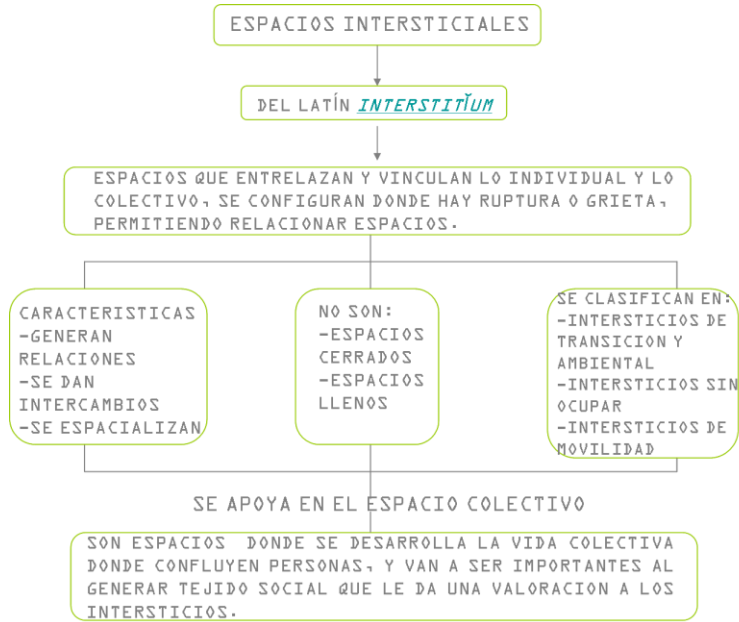 ESPACIOS INTERSTICIALES
DEL LATÍN INTERSTITĬUM
ESPACIOS QUE ENTRELAZAN Y VINCULAN LO INDIVIDUAL Y LO
COLECTIVO, SE CONFIGURAN DONDE HAY RUPTURA O GRIETA,
PERMITIENDO RELACIONAR ESPACIOS.
CARACTERISTICAS
-GENERAN
RELACIONES
-SE DAN
INTERCAMBIOS
-SE ESPACIALIZAN
NO SON:
-ESPACIOS
CERRADOS
-ESPACIOS
LLENOS
SE CLASIFICAN EN:
-INTERSTICIOS DE
TRANSICION Y
AMBIENTAL
-INTERSTICIOS SIN
OCUPAR
-INTERSTICIOS DE
MOVILIDAD
SE APOYA EN EL ESPACIO COLECTIVO
SON ESPACIOS DONDE SE DESARROLLA LA VIDA COLECTIVA
DONDE CONFLUYEN PERSONAS, Y VAN A SER IMPORTANTES AL
GENERAR TEJIDO SOCIAL QUE LE DA UNA VALORACION A LOS
INTERSTICIOS.